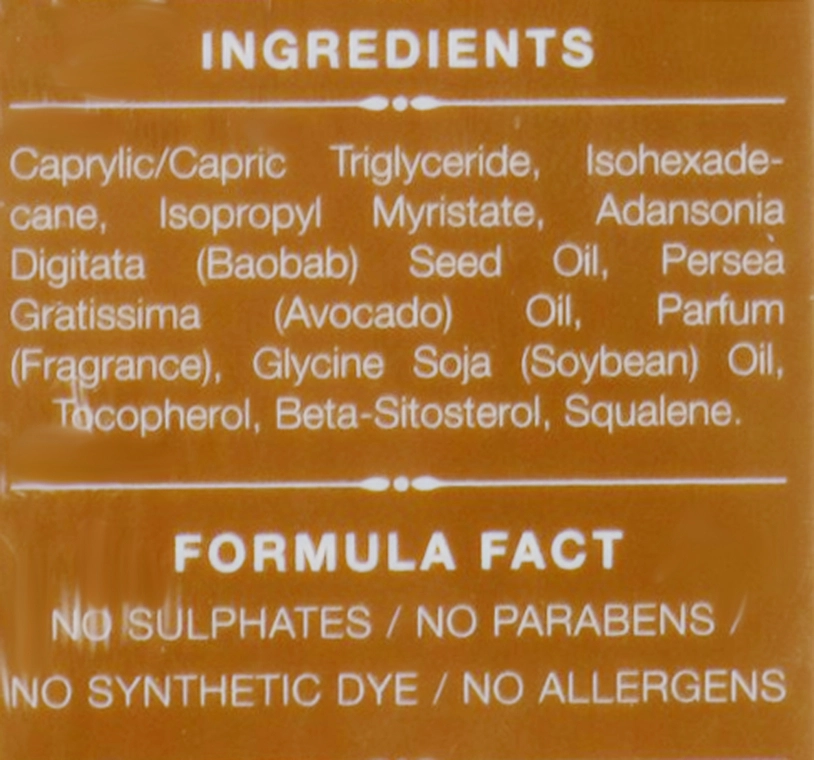 INGREDIENTS
Caprylic/Capric Triglyceride, Isohexade-
cane, Isopropyl Myristate, Adansonia
Digitata (Baobab) Seed Oil, Persea
Gratissima (Avocado) Oil, Parfum
(Fragrance), Glycine Soja (Soybean) Oil,
Tocopherol, Beta-Sitosterol, Squalene.
FORMULA FACT
NO SULPHATES / NO PARABENS /
NO SYNTHETIC DYE / NO ALLERGENS